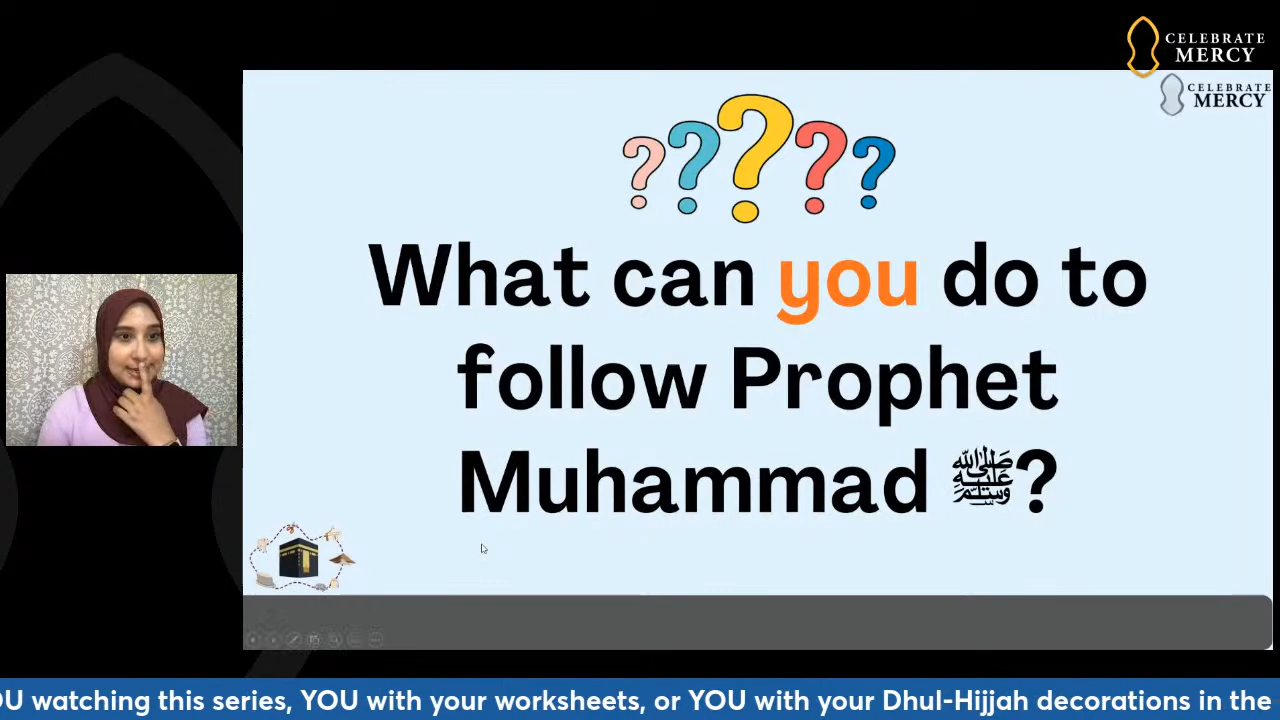 CELEBRATE
MERCY
CELEBRATE
MERCY
?????
What can you do to
follow Prophet
Muhammad ﷺ?
OU watching this series, YOU with your worksheets, or YOU with your Dhul-Hijjah decorations in the